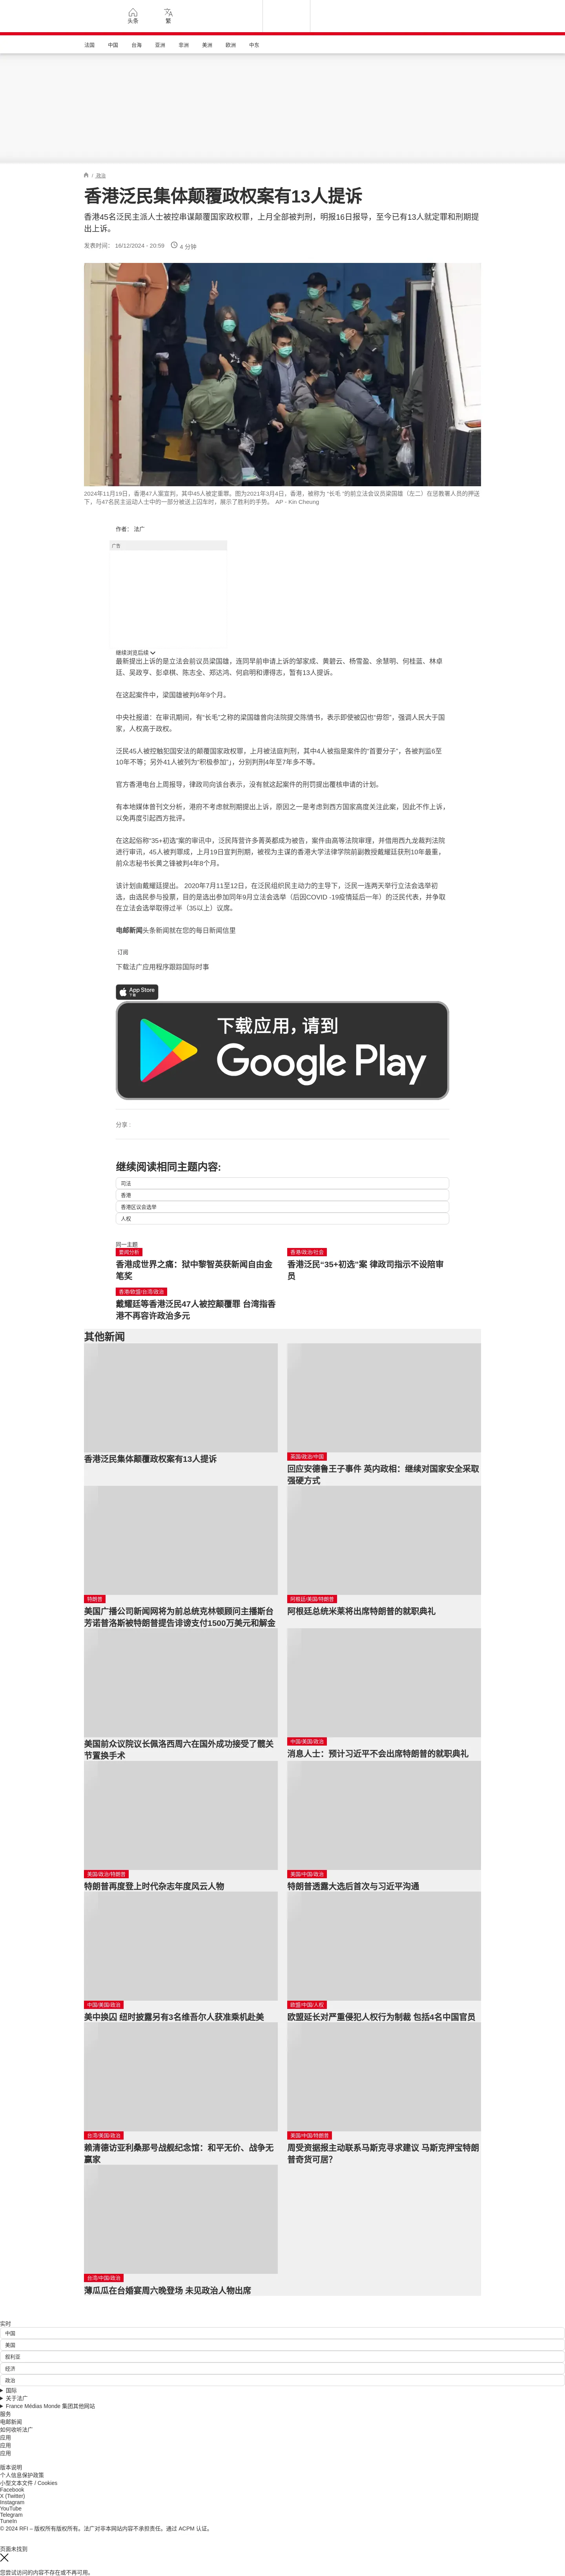 头条
繁
法国 中国 台海 亚洲 非洲 美洲 欧洲 中东
/ 政治
香港泛民集体颠覆政权案有13人提诉
香港45名泛民主派人士被控串谋颠覆国家政权罪，上月全部被判刑，明报16日报导，至今已有13人就定罪和刑期提
出上诉。
发表时间： 16/12/2024 - 20:59 4 分钟
2024年11月19日，香港47人案宣判，其中45人被定重罪。图为2021年3月4日，香港，被称为 “长毛 ”的前立法会议员梁国雄（左二）在惩教署人员的押送
下，与47名民主运动人士中的一部分被送上囚车时，展示了胜利的手势。 AP - Kin Cheung
作者： 法广
广告
继续浏览后续
最新提出上诉的是立法会前议员梁国雄，连同早前申请上诉的邹家成、黄碧云、杨雪盈、余慧明、何桂蓝、林卓
廷、吴政亨、彭卓棋、陈志全、郑达鸿、何启明和谭得志，暂有13人提诉。
在这起案件中，梁国雄被判6年9个月。
中央社报道：在审讯期间，有“长毛”之称的梁国雄曾向法院提交陈情书，表示即使被囚也“毋怨”，强调人民大于国
家，人权高于政权。
泛民45人被控触犯国安法的颠覆国家政权罪，上月被法庭判刑，其中4人被指是案件的“首要分子”，各被判监6至
10年不等；另外41人被列为“积极参加“」，分别判刑4年至7年多不等。
官方香港电台上周报导，律政司向该台表示，没有就这起案件的刑罚提出覆核申请的计划。
有本地媒体曾刊文分析，港府不考虑就刑期提出上诉，原因之一是考虑到西方国家高度关注此案，因此不作上诉，
以免再度引起西方批评。
在这起俗称“35+初选”案的审讯中，泛民阵营许多菁英都成为被告，案件由高等法院审理，并借用西九龙裁判法院
进行审讯，45人被判罪成，上月19日宣判刑期，被视为主谋的香港大学法律学院前副教授戴耀廷获刑10年最重，
前众志秘书长黄之锋被判4年8个月。
该计划由戴耀廷提出。 2020年7月11至12日，在泛民组织民主动力的主导下，泛民一连两天举行立法会选举初
选，由选民参与投票，目的是选出参加同年9月立法会选举（后因COVID -19疫情延后一年）的泛民代表，并争取
在立法会选举取得过半（35以上）议席。
电邮新闻头条新闻就在您的每日新闻信里
订阅
下载法广应用程序跟踪国际时事
App Store
下载
下载应用，请到
Google Play
分享 :
继续阅读相同主题内容:
司法
香港
香港区议会选举
人权
同一主题
要闻分析
香港成世界之痛：狱中黎智英获新闻自由金
笔奖
香港/政治/社会
香港泛民“35+初选”案 律政司指示不设陪审
员
香港/欧盟/台湾/政治
戴耀廷等香港泛民47人被控颠覆罪 台湾指香
港不再容许政治多元
其他新闻
香港泛民集体颠覆政权案有13人提诉
英国/政治/中国
回应安德鲁王子事件 英内政相：继续对国家安全采取
强硬方式
特朗普
美国广播公司新闻网将为前总统克林顿顾问主播斯台
芳诺普洛斯被特朗普提告诽谤支付1500万美元和解金
阿根廷/美国/特朗普
阿根廷总统米莱将出席特朗普的就职典礼
美国前众议院议长佩洛西周六在国外成功接受了髋关
节置换手术
中国/美国/政治
消息人士：预计习近平不会出席特朗普的就职典礼
美国/政治/特朗普
特朗普再度登上时代杂志年度风云人物
美国/中国/政治
特朗普透露大选后首次与习近平沟通
中国/美国/政治
美中换囚 纽时披露另有3名维吾尔人获准乘机赴美
欧盟/中国/人权
欧盟延长对严重侵犯人权行为制裁 包括4名中国官员
台湾/美国/政治
赖清德访亚利桑那号战舰纪念馆：和平无价、战争无
赢家
美国/中国/特朗普
周受资据报主动联系马斯克寻求建议 马斯克押宝特朗
普奇货可居？
台湾/中国/政治
薄瓜瓜在台婚宴周六晚登场 未见政治人物出席
实时
中国
美国
叙利亚
经济
政治
国际
关于法广
France Médias Monde 集团其他网站
服务
电邮新闻
如何收听法广
应用
应用
应用
版本说明
个人信息保护政策
小型文本文件 / Cookies
Facebook
X (Twitter)
Instagram
YouTube
Telegram
TuneIn
© 2024 RFI – 版权所有版权所有。法广对非本网站内容不承担责任。通过 ACPM 认证。
页面未找到
您尝试访问的内容不存在或不再可用。